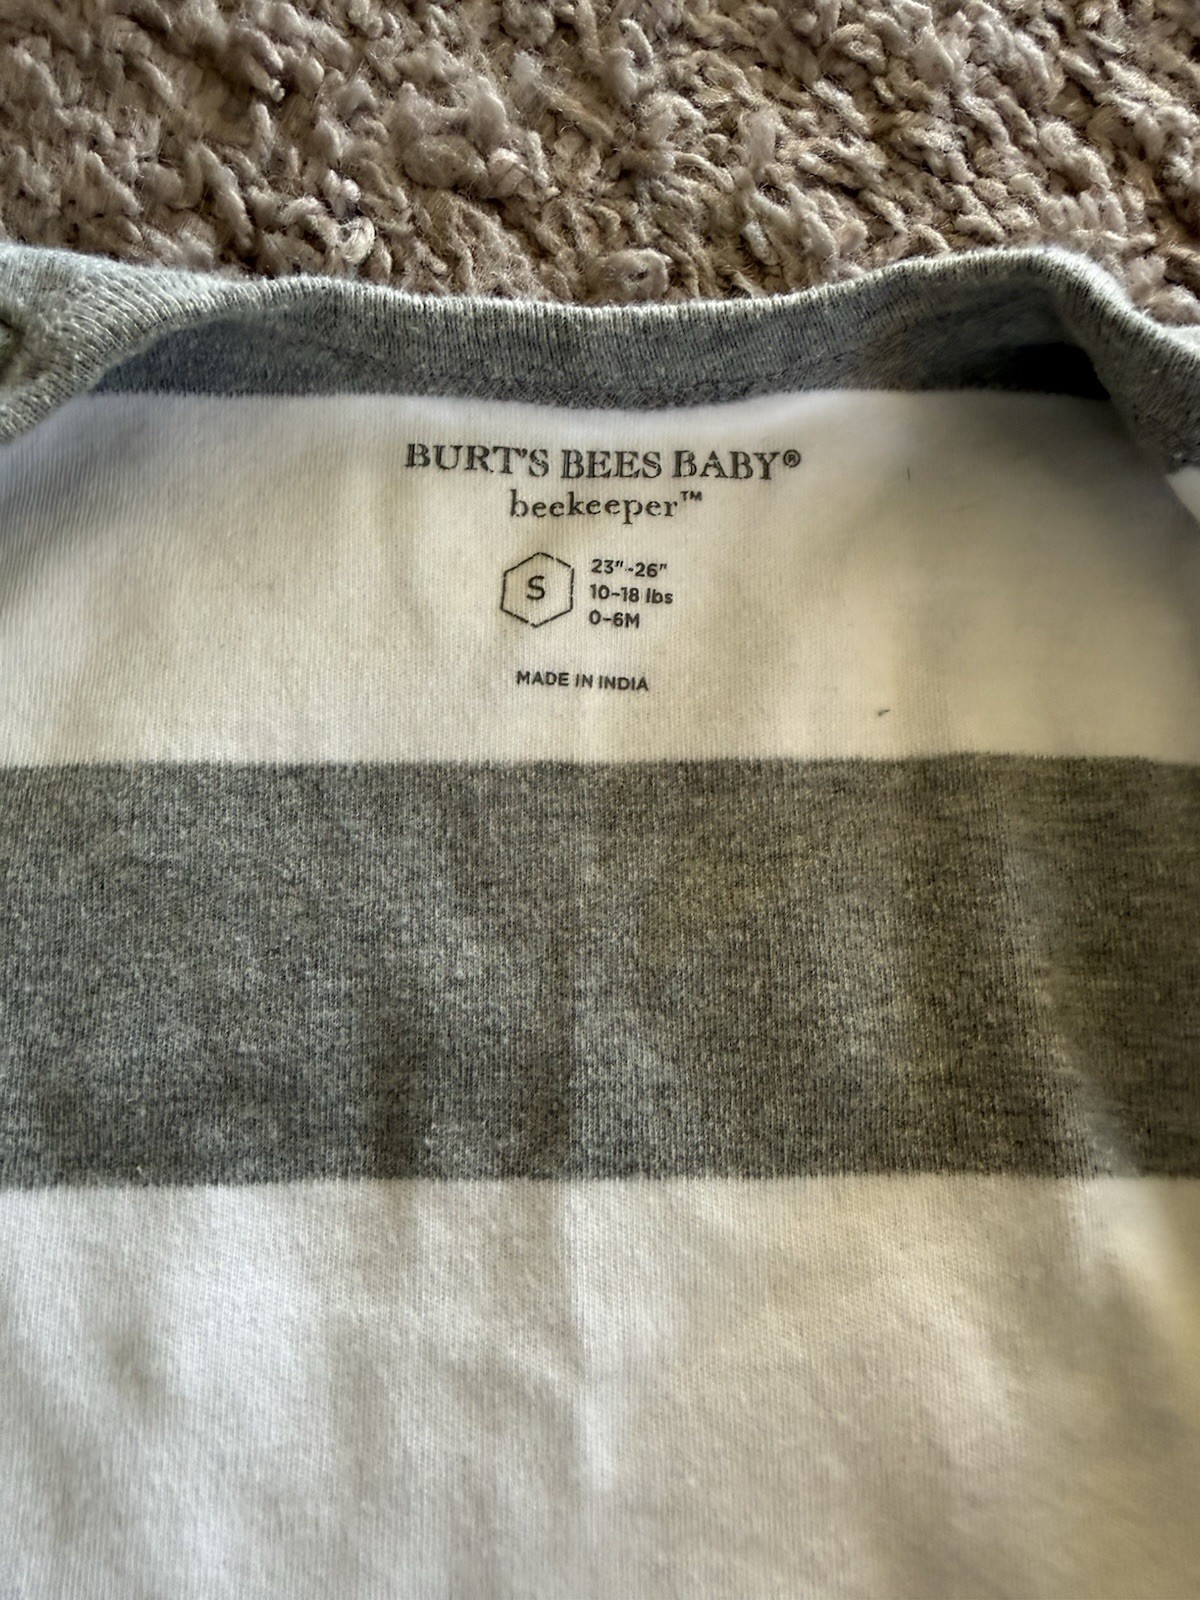 BURT'S BEES BABY®
beekeeper™
S
23"-26"
10-18 lbs
0-6M
MADE IN INDIA